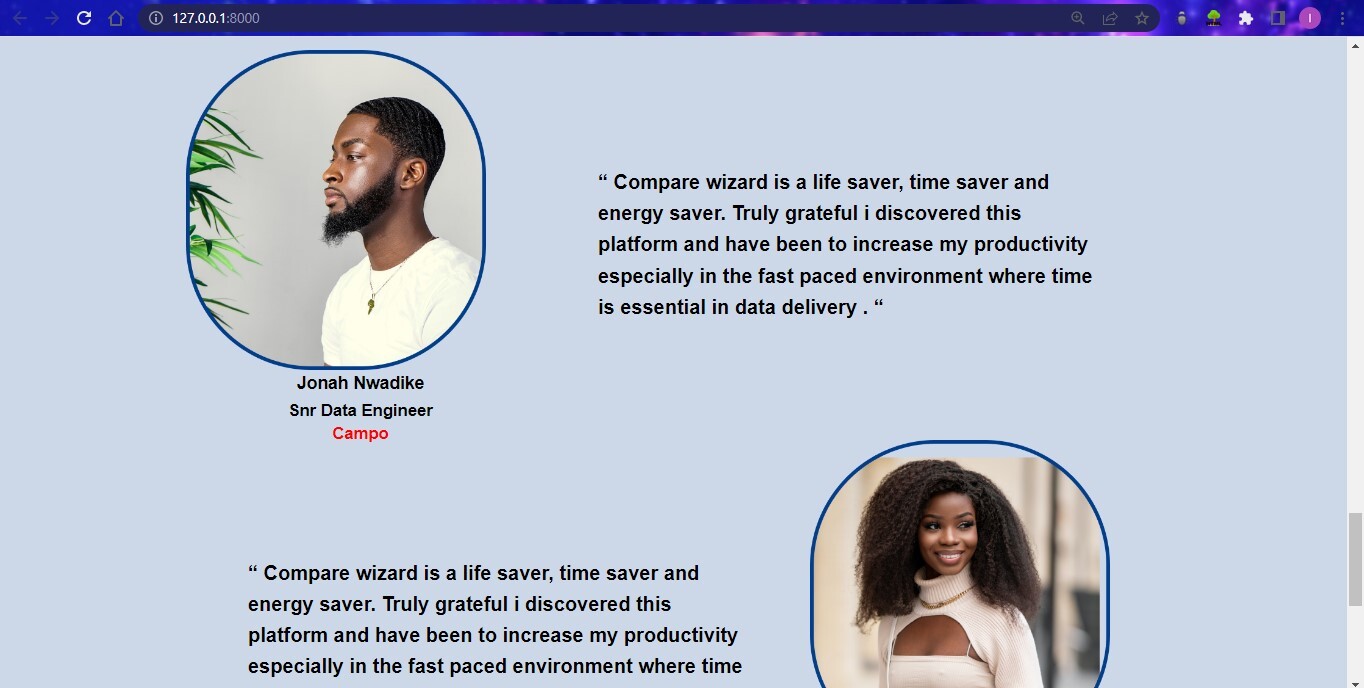 127.0.0.1:8000
I
“ Compare wizard is a life saver, time saver and
energy saver. Truly grateful i discovered this
platform and have been to increase my productivity
especially in the fast paced environment where time
is essential in data delivery . “
Jonah Nwadike
Snr Data Engineer
Campo
“ Compare wizard is a life saver, time saver and
energy saver. Truly grateful i discovered this
platform and have been to increase my productivity
especially in the fast paced environment where time